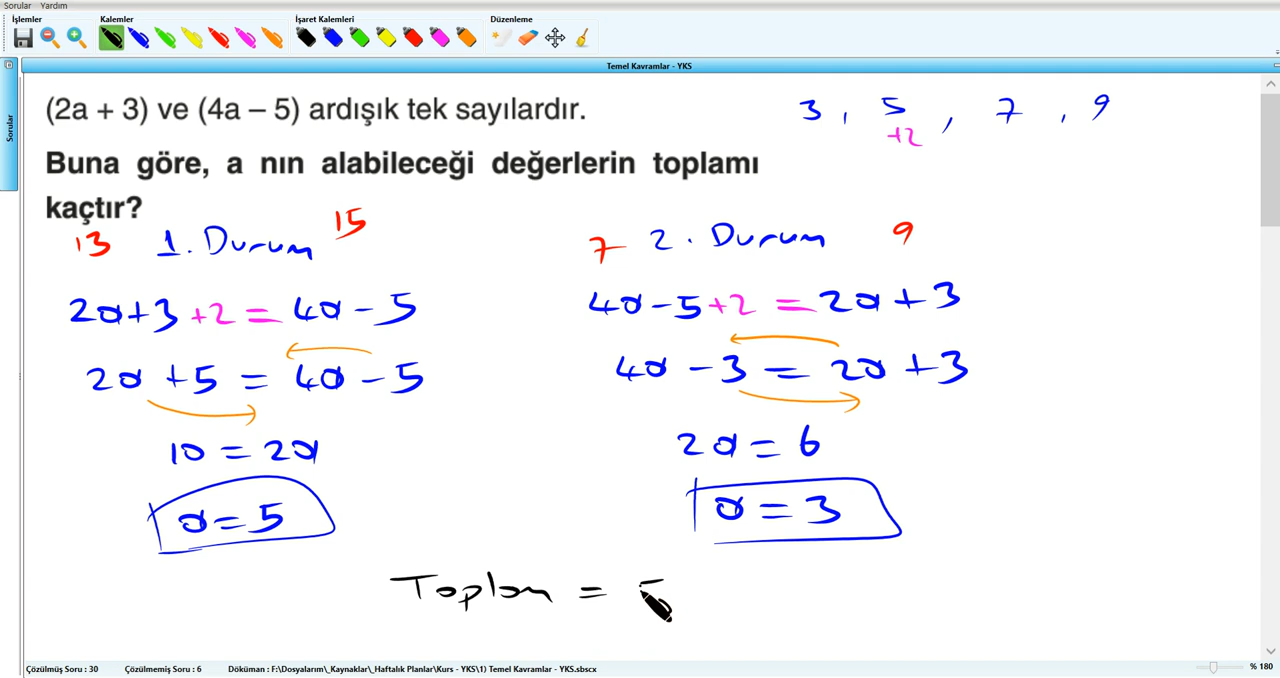 Sorular Yardım
İşlemler Kalemler İşaret Kalemleri Düzenleme
Temel Kavramlar - YKS
Sorular
(2a + 3) ve (4a – 5) ardışık tek sayılardır.
3 , 5 , 7 , 9
+2
Buna göre, a nın alabileceği değerlerin toplamı
kaçtır?
13 1. Durum 15
2a+3 +2 = 4a - 5
2a +5 = 4a - 5
10 = 2a
a = 5
7 2. Durum 9
4a - 5 +2 = 2a + 3
4a - 3 = 2a + 3
2a = 6
a = 3
Toplam =
Çözülmüş Soru : 30 Çözülmemiş Soru : 6 Döküman : F:\Dosyalarım\_Kaynaklar\_Haftalık Planlar\Kurs - YKS\1) Temel Kavramlar - YKS.sbscx % 180